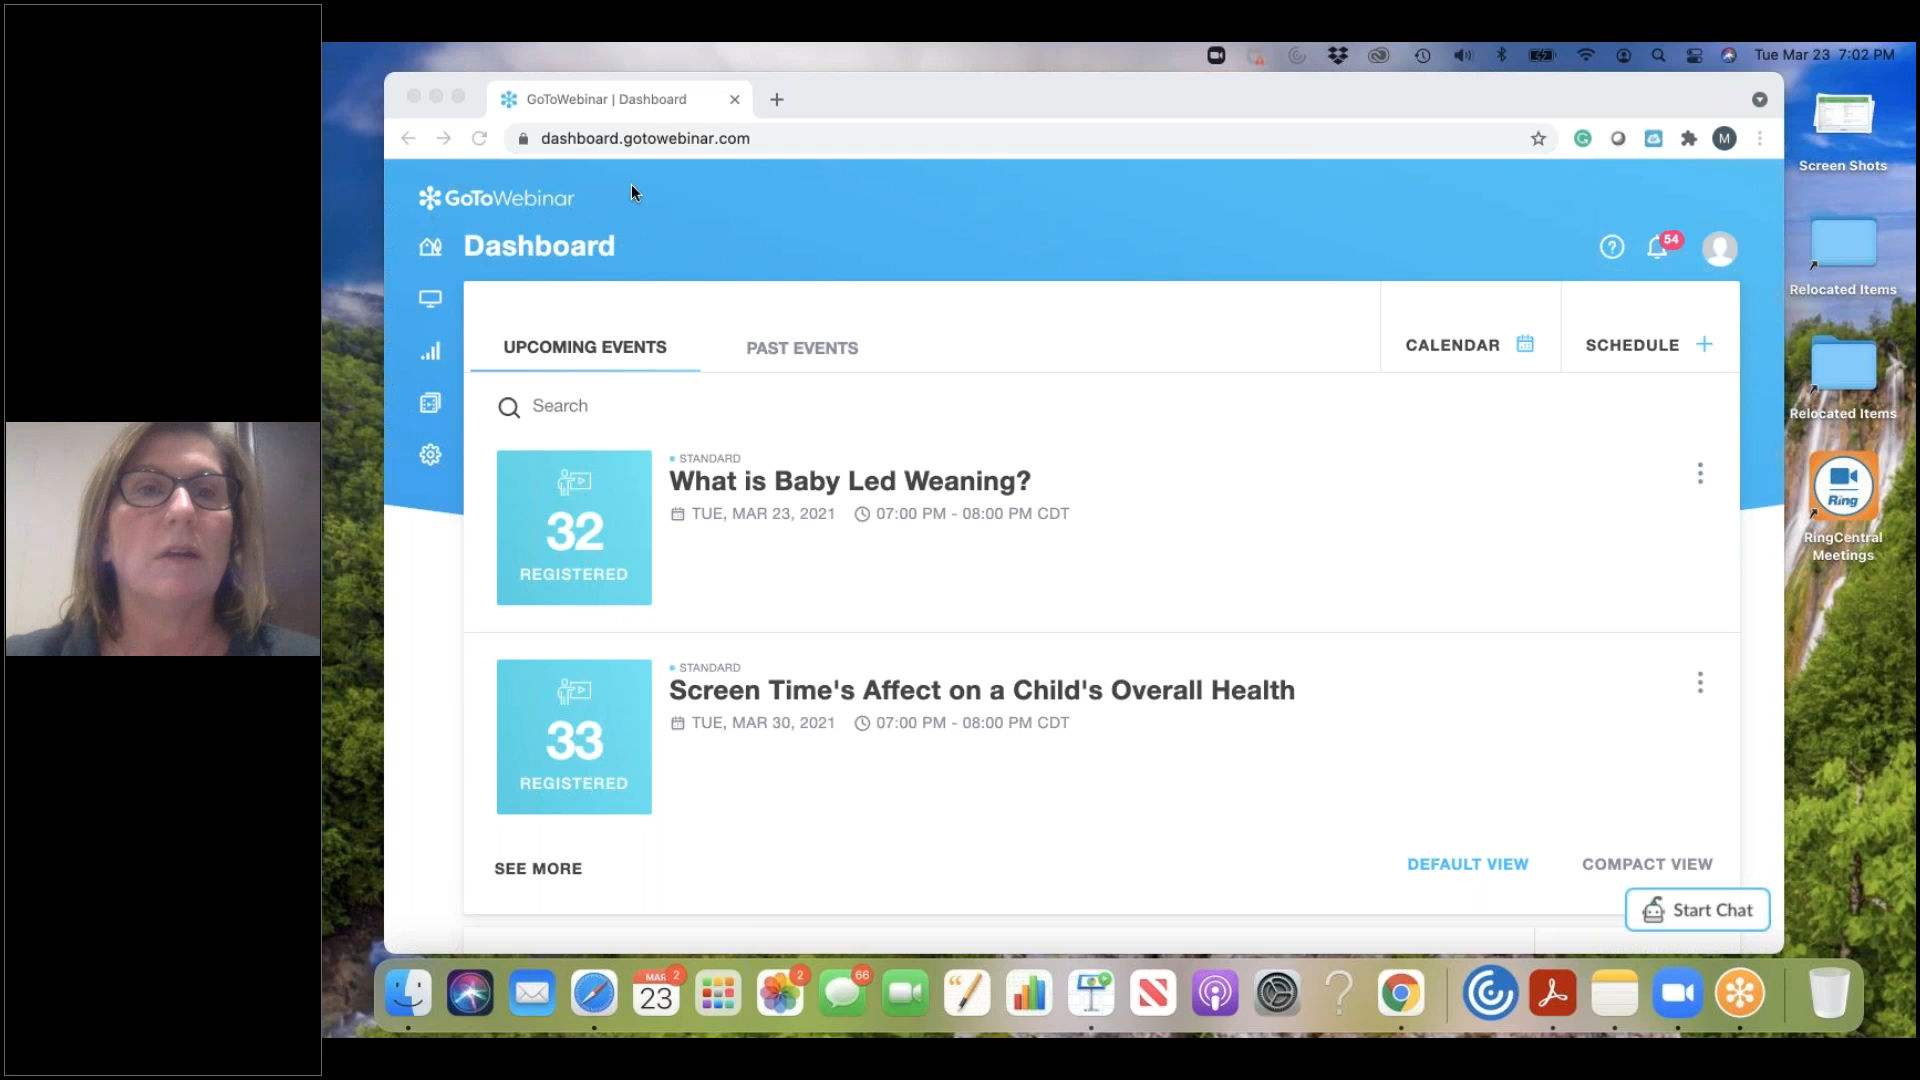 Tue Mar 23 7:02 PM
GoToWebinar | Dashboard
dashboard.gotowebinar.com
M
Screen Shots
GoToWebinar
Dashboard
54
Relocated Items
UPCOMING EVENTS
PAST EVENTS
CALENDAR
SCHEDULE
Relocated Items
Search
STANDARD
What is Baby Led Weaning?
TUE, MAR 23, 2021
07:00 PM - 08:00 PM CDT
32
REGISTERED
Ring
RingCentral
Meetings
STANDARD
Screen Time's Affect on a Child's Overall Health
TUE, MAR 30, 2021
07:00 PM - 08:00 PM CDT
33
REGISTERED
SEE MORE
DEFAULT VIEW
COMPACT VIEW
Start Chat
MAR
2
23
2
66